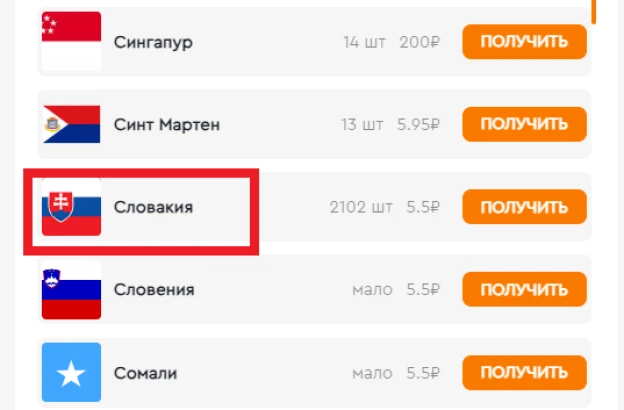 Сингапур 14 шт 200₽ ПОЛУЧИТЬ
Синт Мартен 13 шт 5.95₽ ПОЛУЧИТЬ
Словакия 2102 шт 5.5₽ ПОЛУЧИТЬ
Словения мало 5.5₽ ПОЛУЧИТЬ
Сомали мало 5.5₽ ПОЛУЧИТЬ